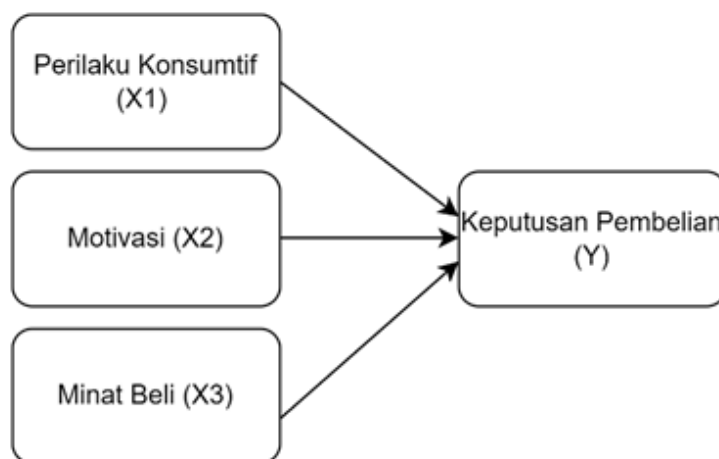 Perilaku Konsumtif
(X1)
Motivasi (X2)
Minat Beli (X3)
Keputusan Pembelian
(Y)